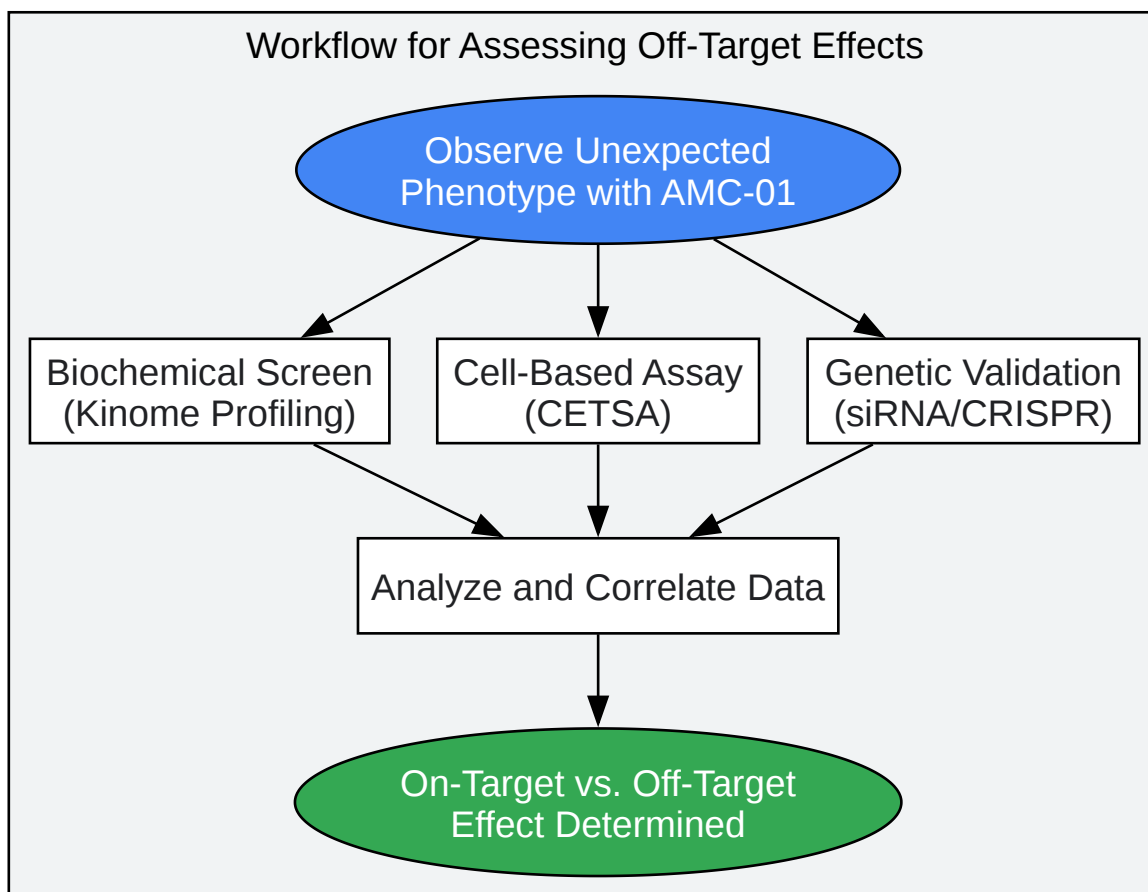 Workflow for Assessing Off-Target Effects
Observe Unexpected
Phenotype with AMC-01
Biochemical Screen
(Kinome Profiling)
Cell-Based Assay
(CETSA)
Genetic Validation
(siRNA/CRISPR)
Analyze and Correlate Data
On-Target vs. Off-Target
Effect Determined